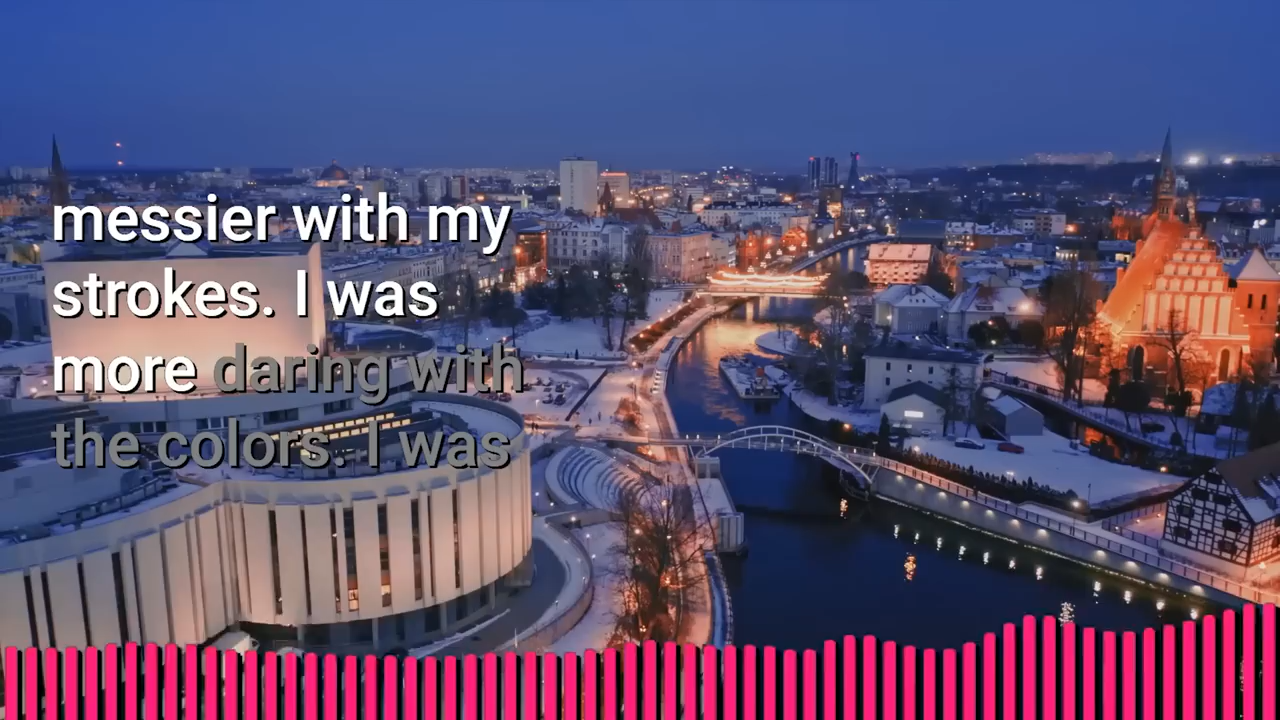 messier with my
strokes. I was
more daring with
the colors. I was